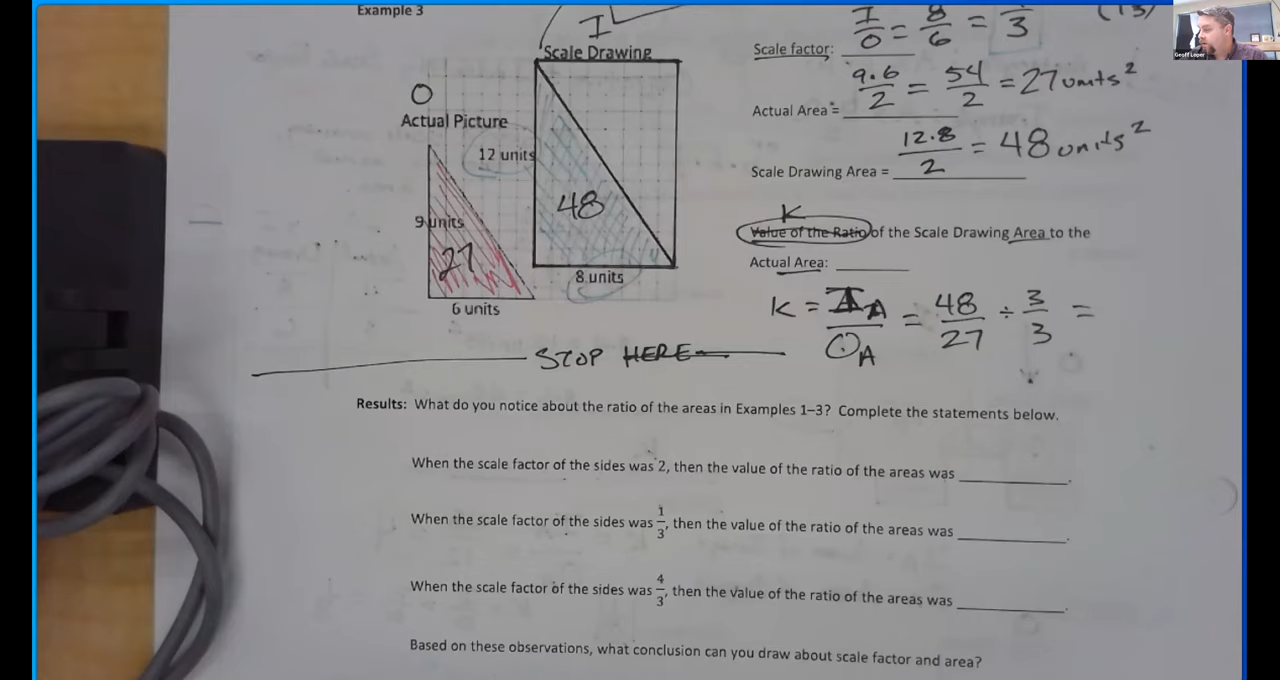 Example 3
I
Scale Drawing
O
Actual Picture
12 units
9 units
48
27
8 units
6 units
Scale factor: I/O = 8/6 = /3
Actual Area = 9·6/2 = 54/2 = 27 units²
Scale Drawing Area = 12·8/2 = 48 units²
K
Value of the Ratio of the Scale Drawing Area to the
Actual Area: ________
K = I_A/O_A = 48/27 ÷ 3/3 =
STOP HERE
Results: What do you notice about the ratio of the areas in Examples 1–3? Complete the statements below.
When the scale factor of the sides was 2, then the value of the ratio of the areas was ____________.
When the scale factor of the sides was 1/3, then the value of the ratio of the areas was ____________.
When the scale factor of the sides was 4/3, then the value of the ratio of the areas was ____________.
Based on these observations, what conclusion can you draw about scale factor and area?